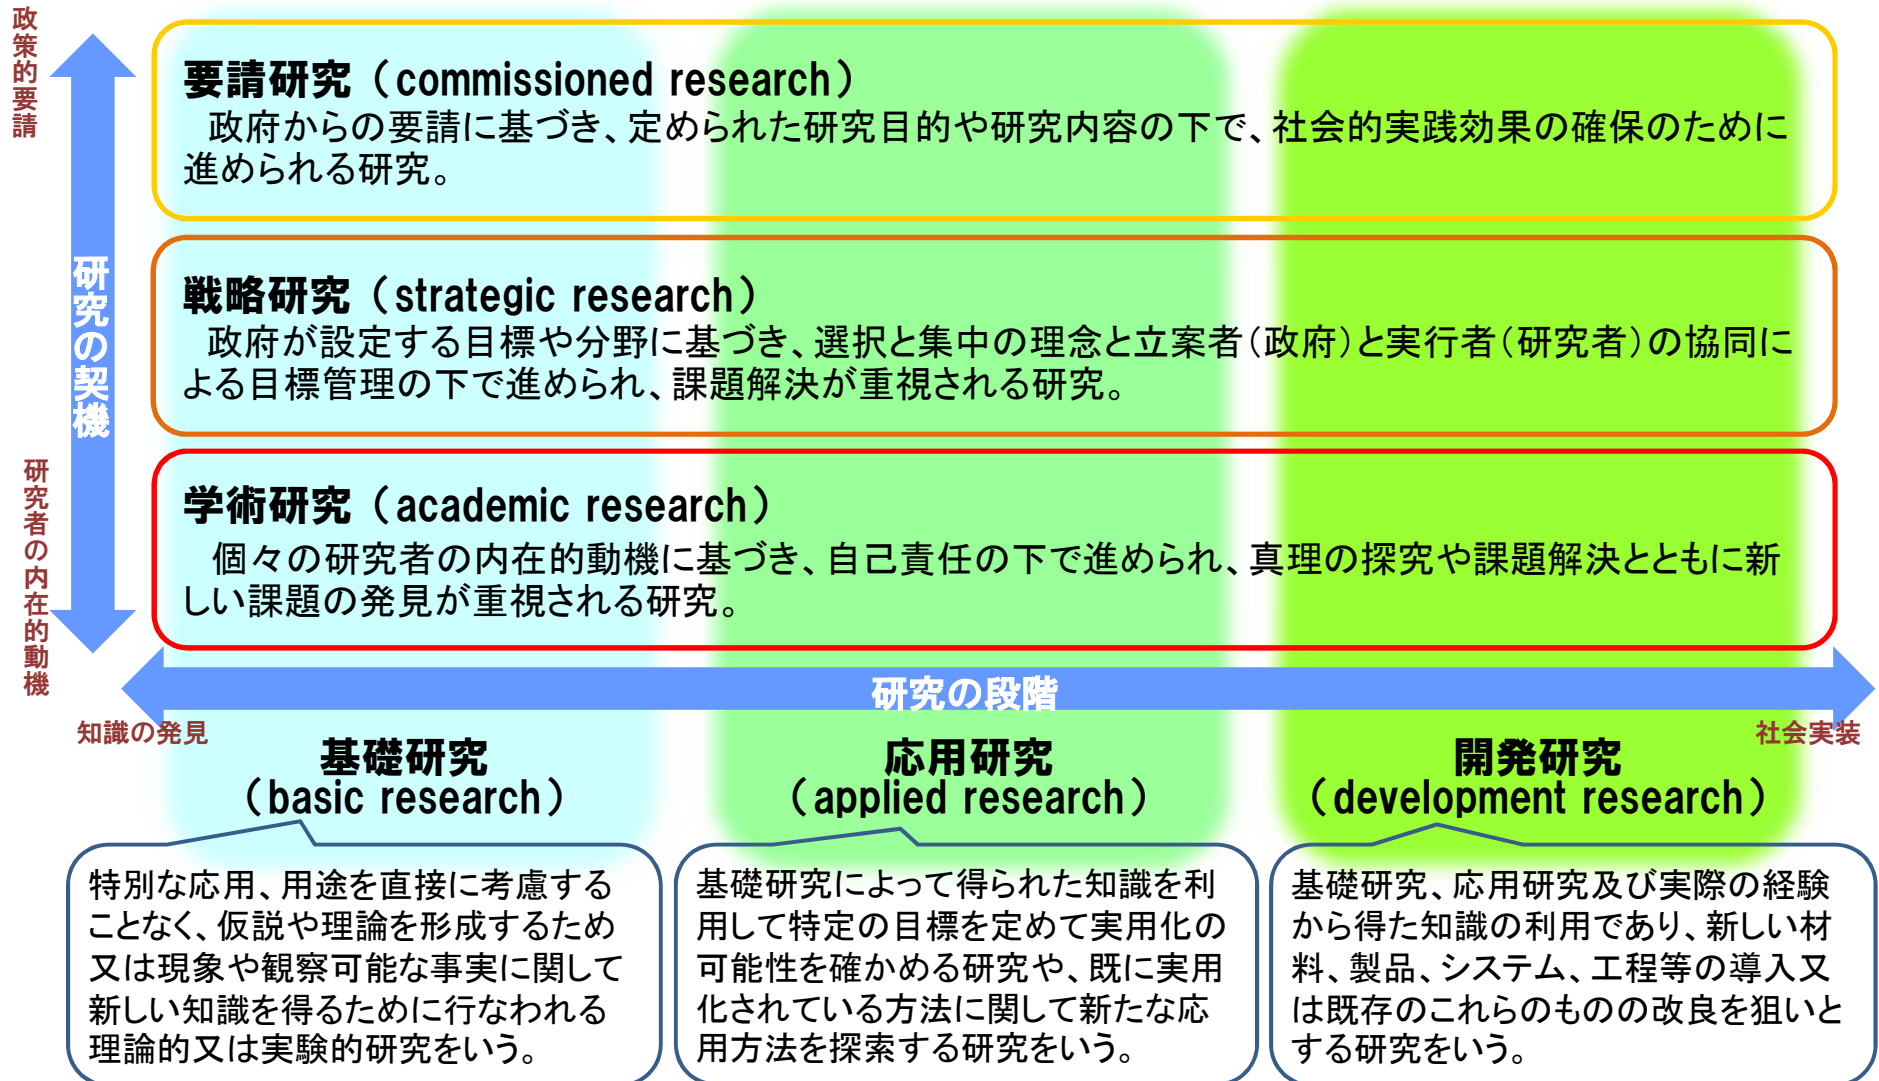 政策的要請
研究の契機
研究者の内在的動機
要請研究（commissioned research）
政府からの要請に基づき、定められた研究目的や研究内容の下で、社会的実践効果の確保のために
進められる研究。
戦略研究（strategic research）
政府が設定する目標や分野に基づき、選択と集中の理念と立案者（政府）と実行者（研究者）の協同に
よる目標管理の下で進められ、課題解決が重視される研究。
学術研究（academic research）
個々の研究者の内在的動機に基づき、自己責任の下で進められ、真理の探究や課題解決とともに新
しい課題の発見が重視される研究。
研究の段階
知識の発見
社会実装
基礎研究
（basic research）
応用研究
（applied research）
開発研究
（development research）
特別な応用、用途を直接に考慮する
ことなく、仮説や理論を形成するため
又は現象や観察可能な事実に関して
新しい知識を得るために行なわれる
理論的又は実験的研究をいう。
基礎研究によって得られた知識を利
用して特定の目標を定めて実用化の
可能性を確かめる研究や、既に実用
化されている方法に関して新たな応
用方法を探索する研究をいう。
基礎研究、応用研究及び実際の経験
から得た知識の利用であり、新しい材
料、製品、システム、工程等の導入又
は既存のこれらのものの改良を狙いと
する研究をいう。